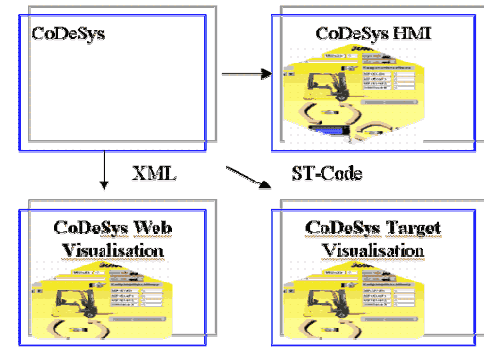 CoDeSys
CoDeSys HMI
XML
ST-Code
CoDeSys Web
Visualisation
CoDeSys Target
Visualisation